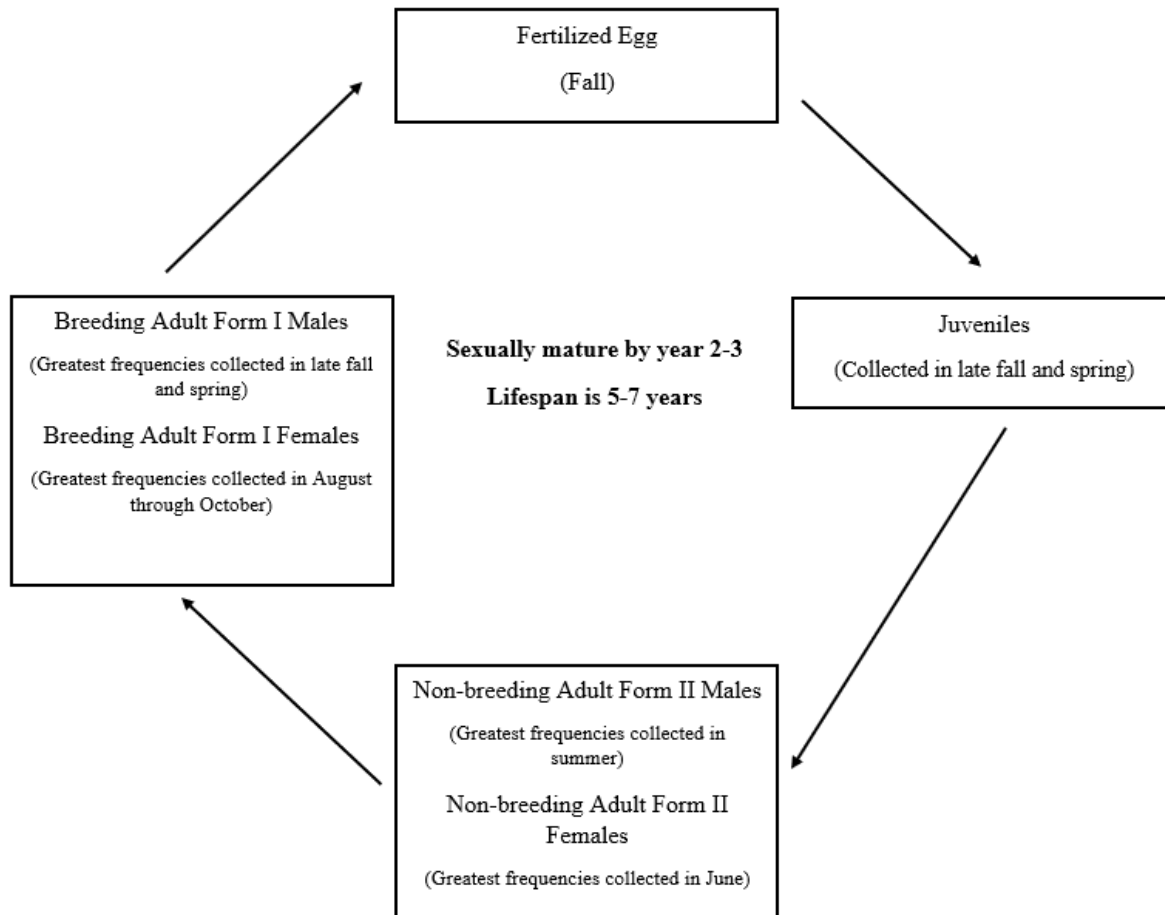 Fertilized Egg
(Fall)
Breeding Adult Form I Males
(Greatest frequencies collected in late fall
and spring)
Breeding Adult Form I Females
(Greatest frequencies collected in August
through October)
Sexually mature by year 2-3
Lifespan is 5-7 years
Juveniles
(Collected in late fall and spring)
Non-breeding Adult Form II Males
(Greatest frequencies collected in
summer)
Non-breeding Adult Form II
Females
(Greatest frequencies collected in June)